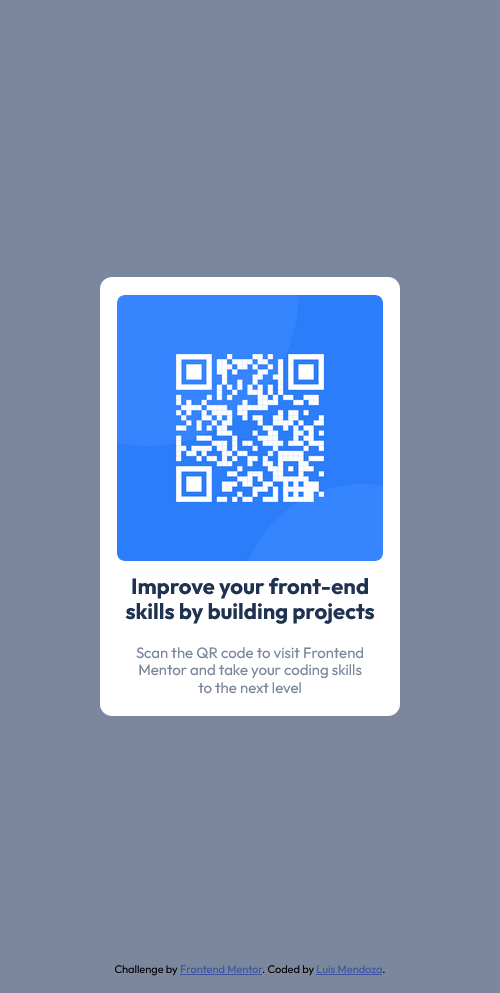 Improve your front-end
skills by building projects
Scan the QR code to visit Frontend
Mentor and take your coding skills
to the next level
Challenge by Frontend Mentor. Coded by Luis Mendoza.